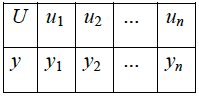 U u₁ u₂ ... uₙ
y y₁ y₂ ... yₙ